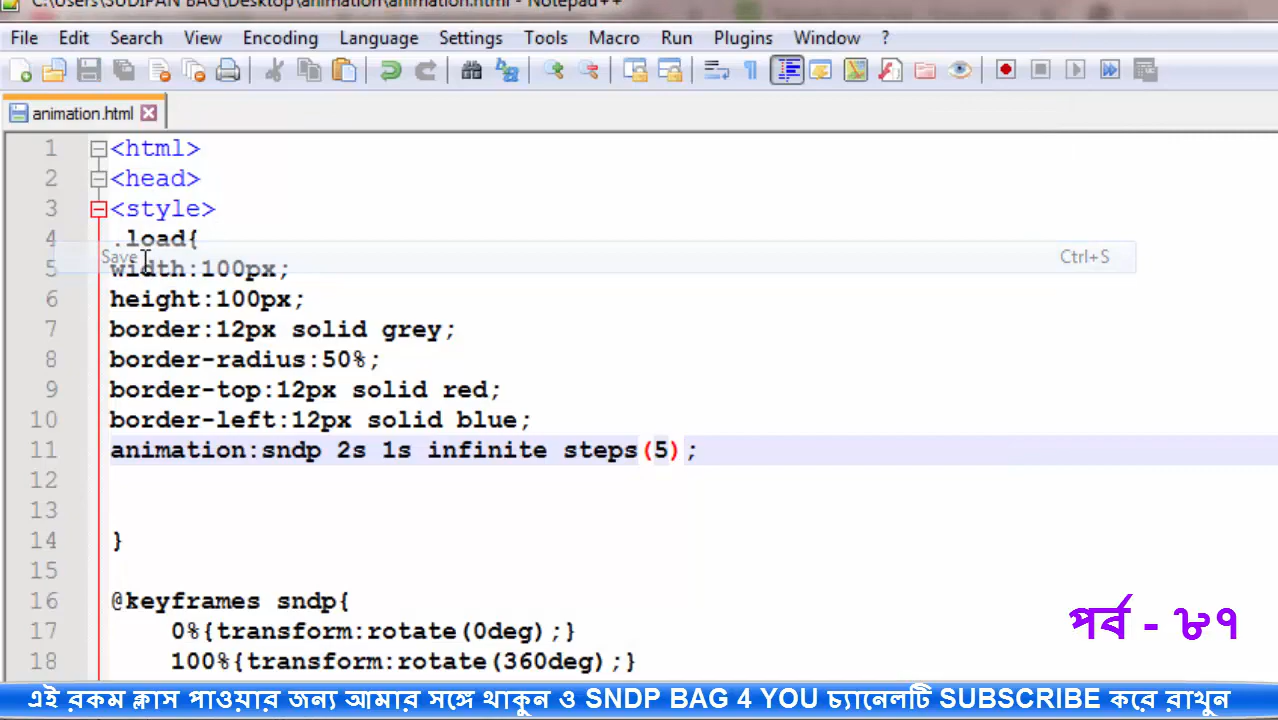 C:\Users\SUDIPAN BAG\Desktop\animation\animation.html - Notepad++
File Edit Search View Encoding Language Settings Tools Macro Run Plugins Window ?
animation.html
1 <html>
2 <head>
3 <style>
4 .load{
Save Ctrl+S
5 width:100px;
6 height:100px;
7 border:12px solid grey;
8 border-radius:50%;
9 border-top:12px solid red;
10 border-left:12px solid blue;
11 animation:sndp 2s 1s infinite steps(5);
12
13
14 }
15
16 @keyframes sndp{
17 0%{transform:rotate(0deg);}
18 100%{transform:rotate(360deg);}
পর্ব - ৮৭
এই রকম ক্লাস পাওয়ার জন্য আমার সঙ্গে থাকুন ও SNDP BAG 4 YOU চ্যানেলটি SUBSCRIBE করে রাখুন